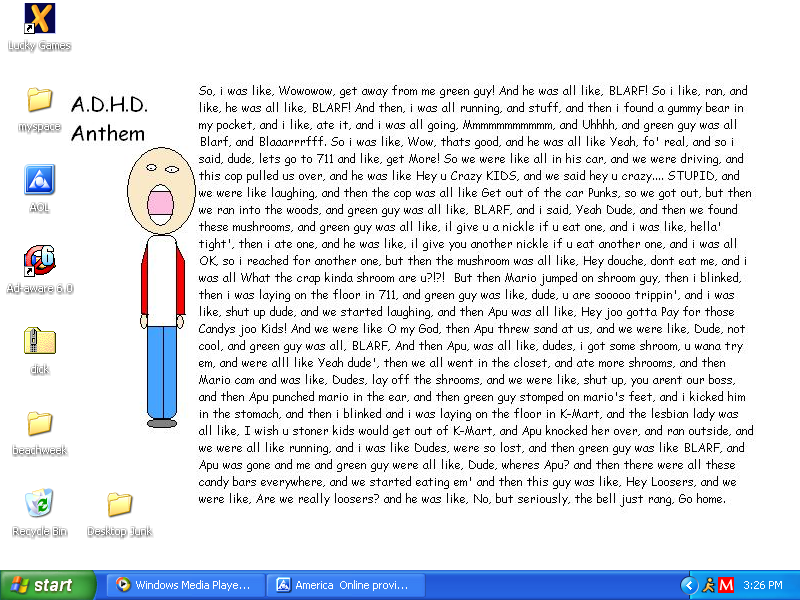 Lucky Games
myspace
AOL
Ad-aware 6.0
dick
beachweek
Recycle Bin
Desktop Junk
A.D.H.D.
Anthem
So, i was like, Wowowow, get away from me green guy! And he was all like, BLARF! So i like, ran, and
like, he was all like, BLARF! And then, i was all running, and stuff, and then i found a gummy bear in
my pocket, and i like, ate it, and i was all going, Mmmmmmmmmmm, and Uhhh, and green guy was all
Blarf, and Blaaarrrfff. So i was like, Wow, thats good, and he was all like Yeah, fo' real, and so i
said, dude, lets go to 711 and like, get More! So we were like all in his car, and we were driving, and
this cop pulled us over, and he was like Hey u Crazy KIDS, and we said hey u crazy.... STUPID, and
we were like laughing, and then the cop was all like Get out of the car Punks, so we got out, but then
we ran into the woods, and green guy was all like, BLARF, and i said, Yeah Dude, and then we found
these mushrooms, and green guy was all like, il give u a nickle if u eat one, and i was like, hella'
tight', then i ate one, and he was like, il give you another nickle if u eat another one, and i was all
OK, so i reached for another one, but then the mushroom was all like, Hey douche, dont eat me, and i
was all What the crap kinda shroom are u?!?!  But then Mario jumped on shroom guy, then i blinked,
then i was laying on the floor in 711, and green guy was like, dude, u are sooooo trippin', and i was
like, shut up dude, and we started laughing, and then Apu was all like, Hey joo gotta Pay for those
Candys joo Kids! And we were like O my God, then Apu threw sand at us, and we were like, Dude, not
cool, and green guy was all, BLARF, And then Apu, was all like, dudes, i got some shroom, u wana try
em, and were alll like Yeah dude', then we all went in the closet, and ate more shrooms, and then
Mario cam and was like, Dudes, lay off the shrooms, and we were like, shut up, you arent our boss,
and then Apu punched mario in the ear, and then green guy stomped on mario's feet, and i kicked him
in the stomach, and then i blinked and i was laying on the floor in K-Mart, and the lesbian lady was
all like, I wish u stoner kids would get out of K-Mart, and Apu knocked her over, and ran outside, and
we were all like running, and i was like Dudes, were so lost, and then green guy was like BLARF, and
Apu was gone and me and green guy were all like, Dude, wheres Apu? and then there were all these
candy bars everywhere, and we started eating em' and then this guy was like, Hey Loosers, and we
were like, Are we really loosers? and he was like, No, but seriously, the bell just rang, Go home.
start
Windows Media Playe...
America  Online provi...
3:26 PM